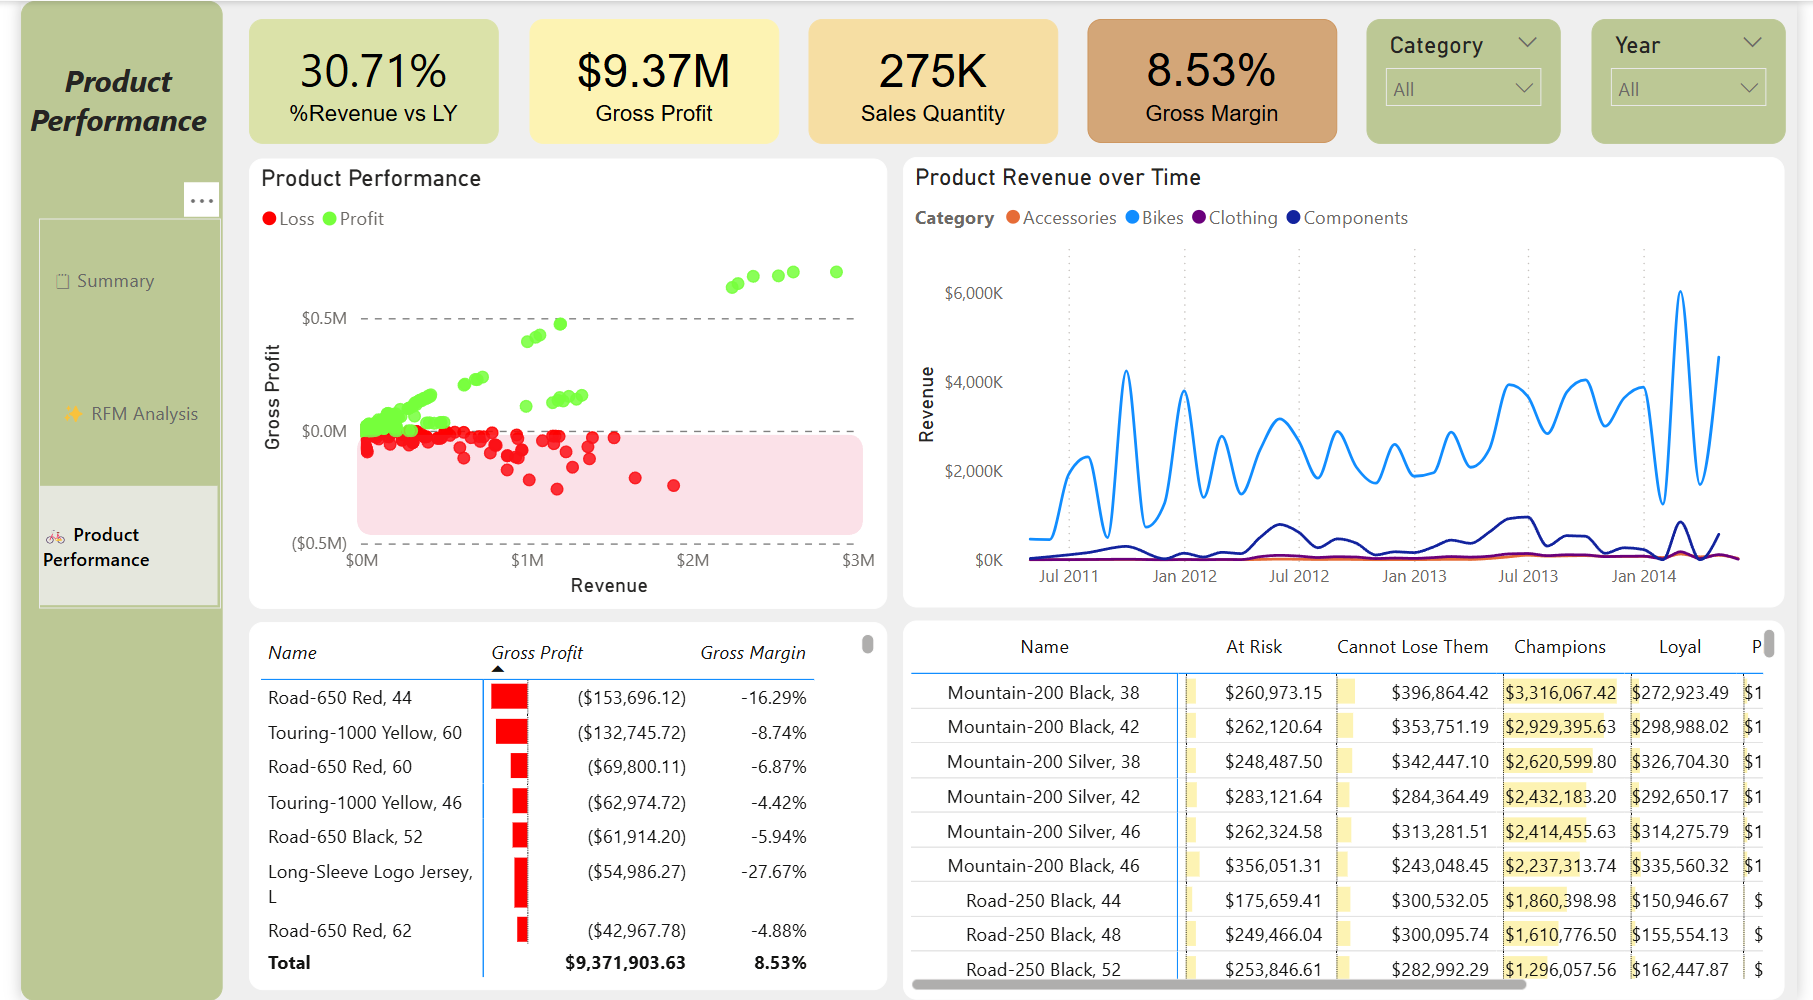 Product
Performance
Summary
RFM Analysis
Product
Performance
30.71%
%Revenue vs LY
$9.37M
Gross Profit
275K
Sales Quantity
8.53%
Gross Margin
Category
All
Year
All
Product Performance
Loss Profit
Gross Profit
$0.5M
$0.0M
($0.5M)
$0M $1M $2M $3M
Revenue
Product Revenue over Time
Category Accessories Bikes Clothing Components
Revenue
$6,000K
$4,000K
$2,000K
$0K
Jul 2011 Jan 2012 Jul 2012 Jan 2013 Jul 2013 Jan 2014
Name Gross Profit Gross Margin
Road-650 Red, 44 ($153,696.12) -16.29%
Touring-1000 Yellow, 60 ($132,745.72) -8.74%
Road-650 Red, 60 ($69,800.11) -6.87%
Touring-1000 Yellow, 46 ($62,974.72) -4.42%
Road-650 Black, 52 ($61,914.20) -5.94%
Long-Sleeve Logo Jersey, ($54,986.27) -27.67%
L
Road-650 Red, 62 ($42,967.78) -4.88%
Total $9,371,903.63 8.53%
Name At Risk Cannot Lose Them Champions Loyal P
Mountain-200 Black, 38 $260,973.15 $396,864.42 $3,316,067.42 $272,923.49 $1
Mountain-200 Black, 42 $262,120.64 $353,751.19 $2,929,395.63 $298,988.02 $1
Mountain-200 Silver, 38 $248,487.50 $342,447.10 $2,620,599.80 $326,704.30 $1
Mountain-200 Silver, 42 $283,121.64 $284,364.49 $2,432,183.20 $292,650.17 $1
Mountain-200 Silver, 46 $262,324.58 $313,281.51 $2,414,455.63 $314,275.79 $1
Mountain-200 Black, 46 $356,051.31 $243,048.45 $2,237,313.74 $335,560.32 $1
Road-250 Black, 44 $175,659.41 $300,532.05 $1,860,398.98 $150,946.67 $
Road-250 Black, 48 $249,466.04 $300,095.74 $1,610,776.50 $155,554.13 $
Road-250 Black, 52 $253,846.61 $282,992.29 $1,296,057.56 $162,447.87 $